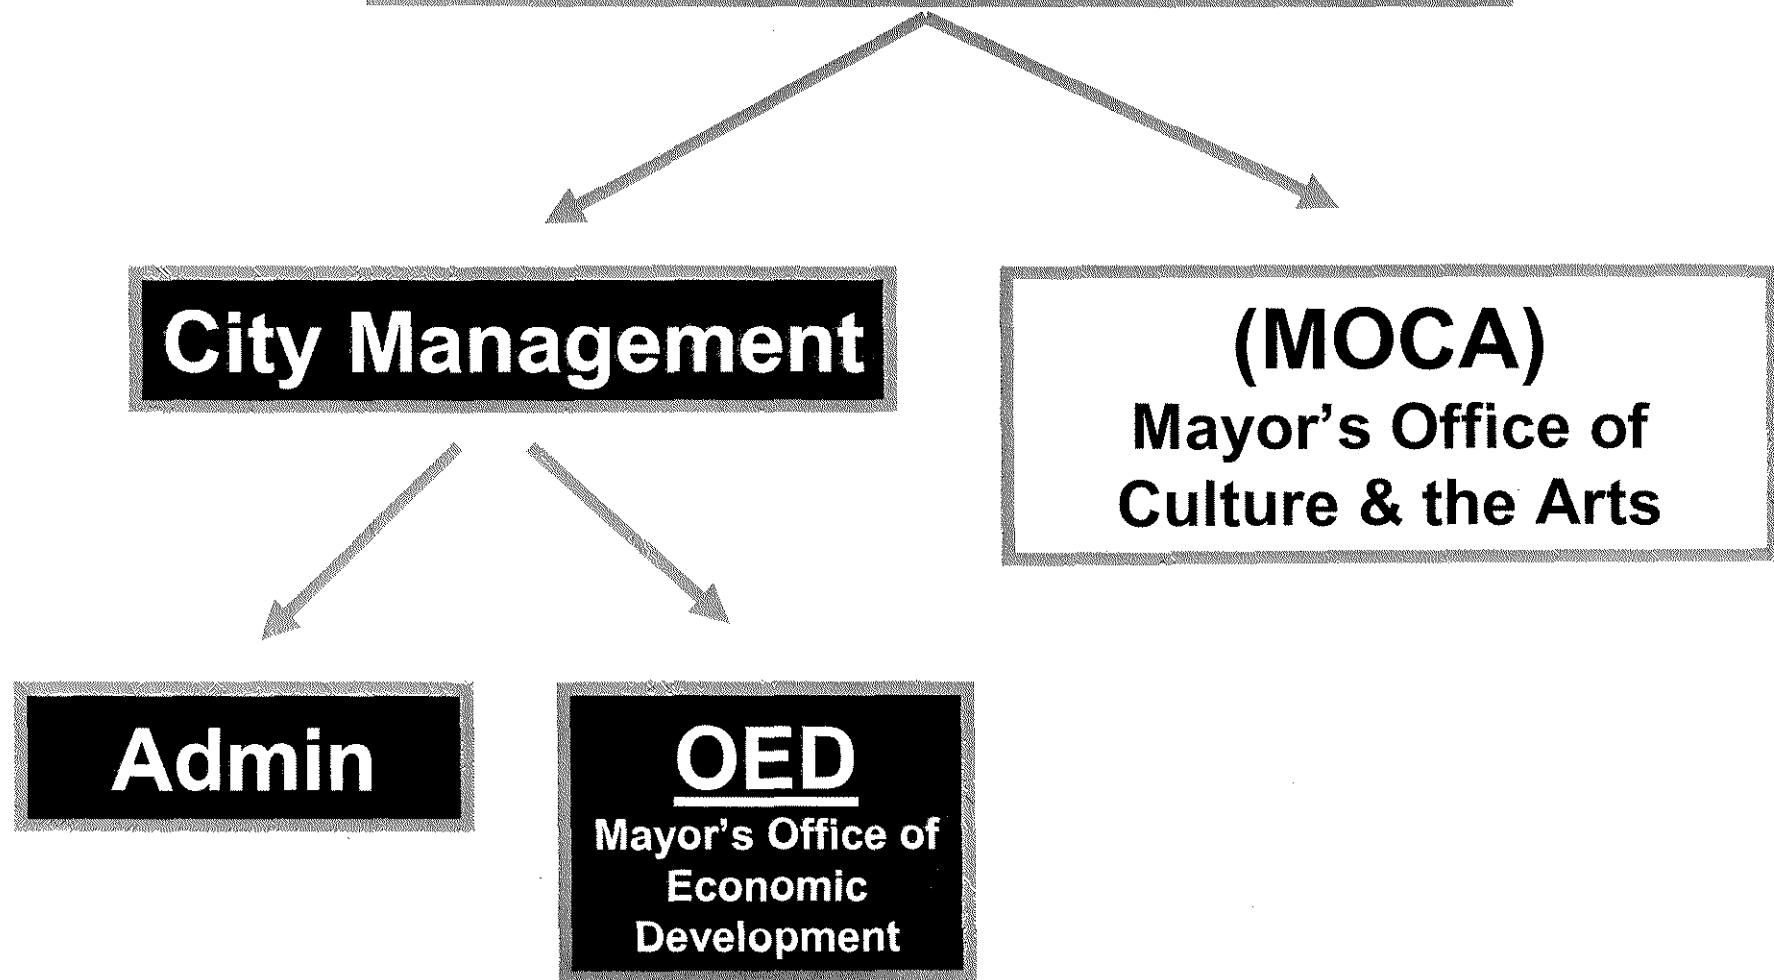 City Management
(MOCA)
Mayor's Office of
Culture & the Arts
Admin
OED
Mayor's Office of
Economic
Development